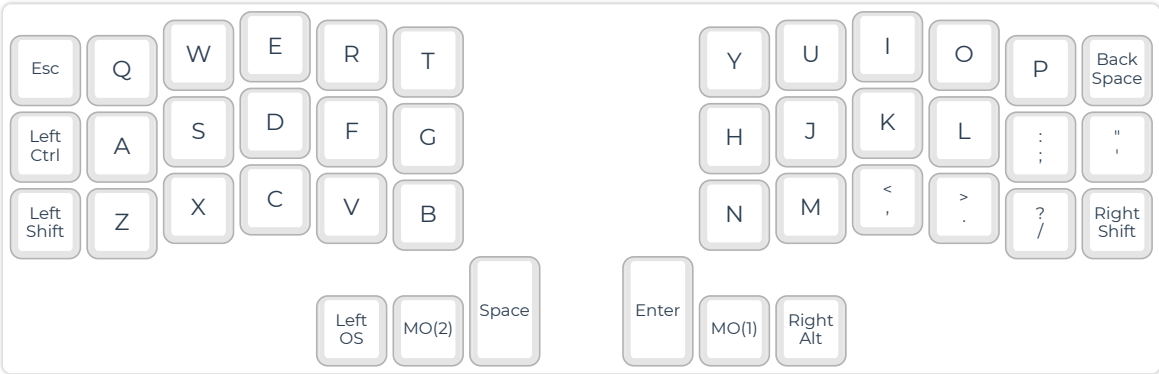 Esc Q W E R T Y U I O P Back
Space
Left
Ctrl A S D F G H J K L :
; "
'
Left
Shift Z X C V B N M <
, >
. ?
/ Right
Shift
Left
OS MO(2) Space Enter MO(1) Right
Alt